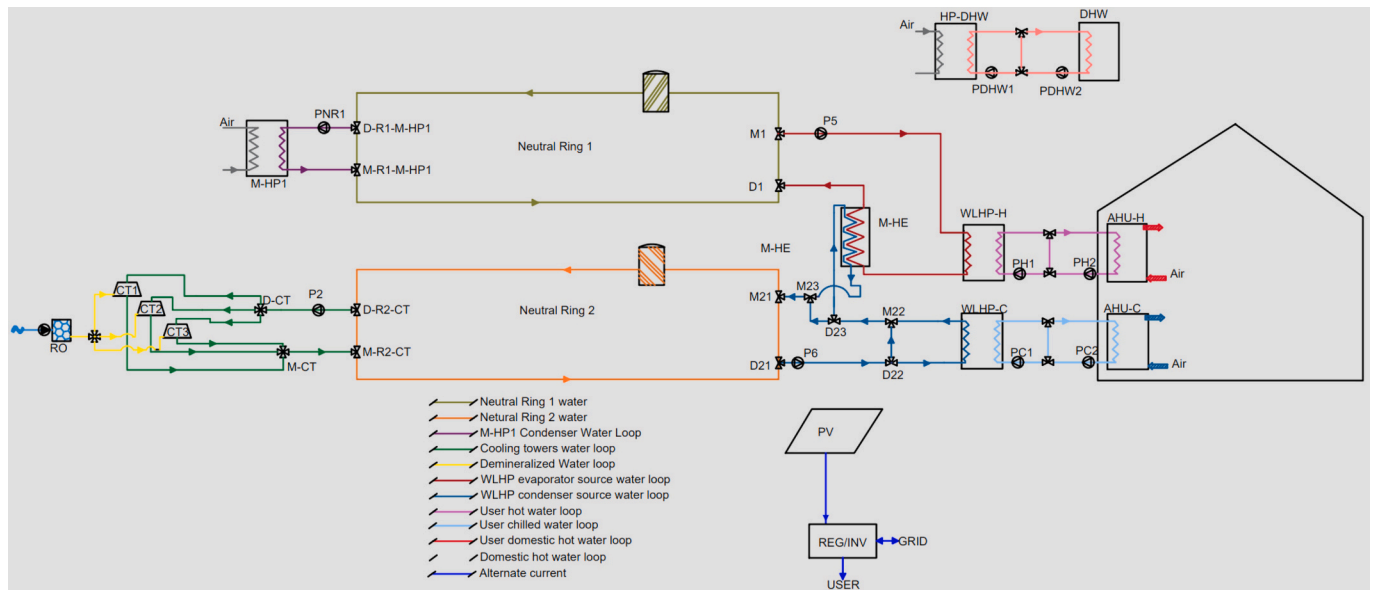 HP-DHW
DHW
Air
PDHW1
PDHW2
PNR1
Air
D-R1-M-HP1
M-R1-M-HP1
M-HP1
Neutral Ring 1
M1
P5
D1
M-HE
M-HE
WLHP-H
AHU-H
PH1
PH2
Air
CT1
CT2
CT3
D-CT
P2
D-R2-CT
M-R2-CT
M-CT
RO
Neutral Ring 2
M21
M23
D23
M22
D21
P6
D22
WLHP-C
AHU-C
PC1
PC2
Air
Neutral Ring 1 water
Netural Ring 2 water
M-HP1 Condenser Water Loop
Cooling towers water loop
Demineralized Water loop
WLHP evaporator source water loop
WLHP condenser source water loop
User hot water loop
User chilled water loop
User domestic hot water loop
Domestic hot water loop
Alternate current
PV
REG/INV
GRID
USER